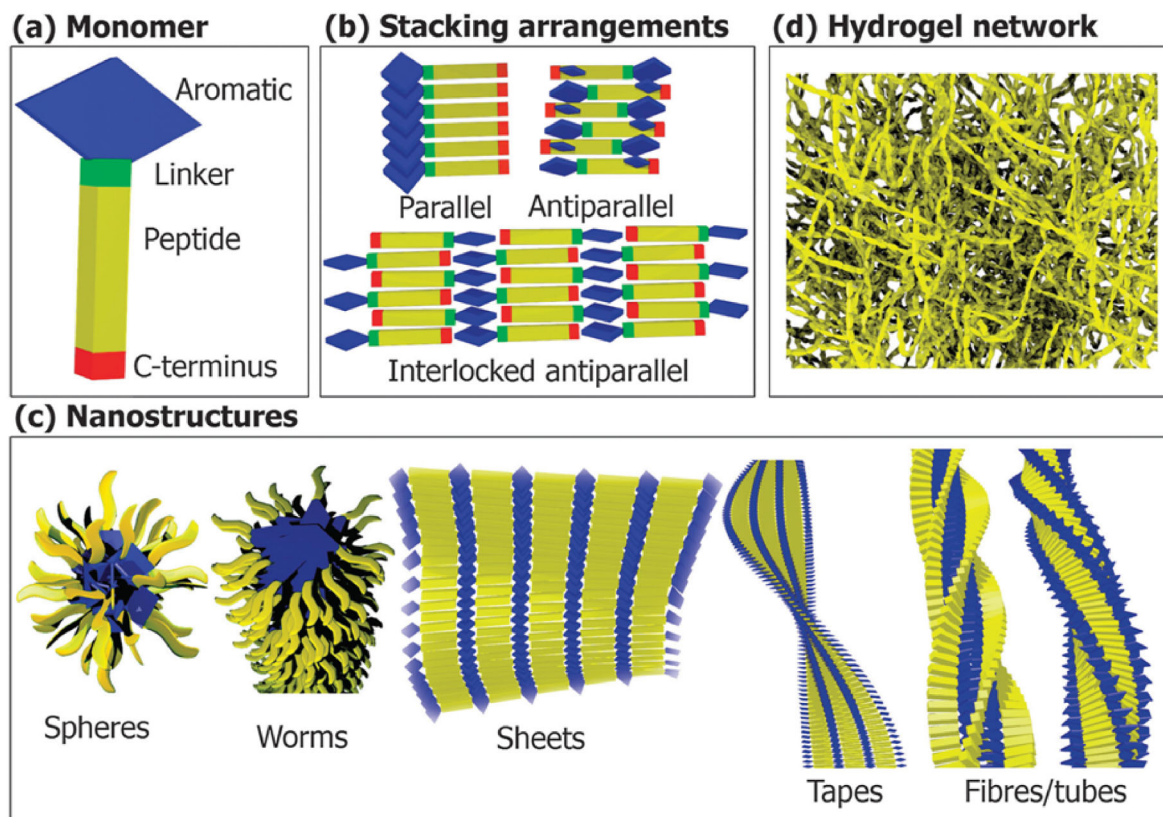 (a) Monomer
Aromatic
Linker
Peptide
C-terminus
(b) Stacking arrangements
Parallel
Antiparallel
Interlocked antiparallel
(d) Hydrogel network
(c) Nanostructures
Spheres
Worms
Sheets
Tapes
Fibres/tubes